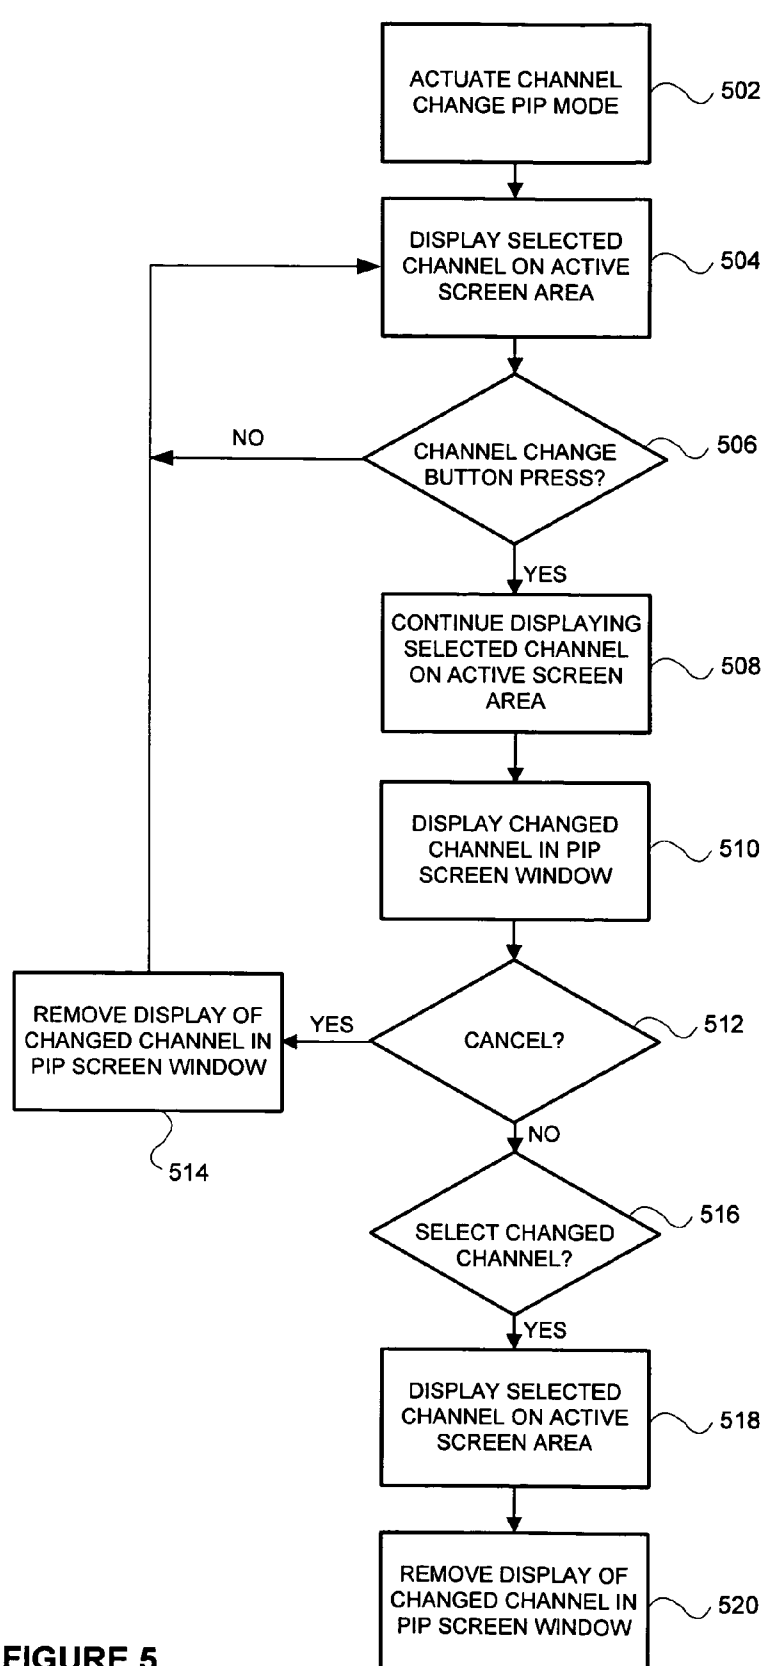 ACTUATE CHANNEL
CHANGE PIP MODE
502
DISPLAY SELECTED
CHANNEL ON ACTIVE
SCREEN AREA
504
NO
CHANNEL CHANGE
BUTTON PRESS?
506
YES
CONTINUE DISPLAYING
SELECTED CHANNEL
ON ACTIVE SCREEN
AREA
508
DISPLAY CHANGED
CHANNEL IN PIP
SCREEN WINDOW
510
REMOVE DISPLAY OF
CHANGED CHANNEL IN
PIP SCREEN WINDOW
514
YES
CANCEL?
512
NO
SELECT CHANGED
CHANNEL?
516
YES
DISPLAY SELECTED
CHANNEL ON ACTIVE
SCREEN AREA
518
REMOVE DISPLAY OF
CHANGED CHANNEL IN
PIP SCREEN WINDOW
520
FIGURE 5